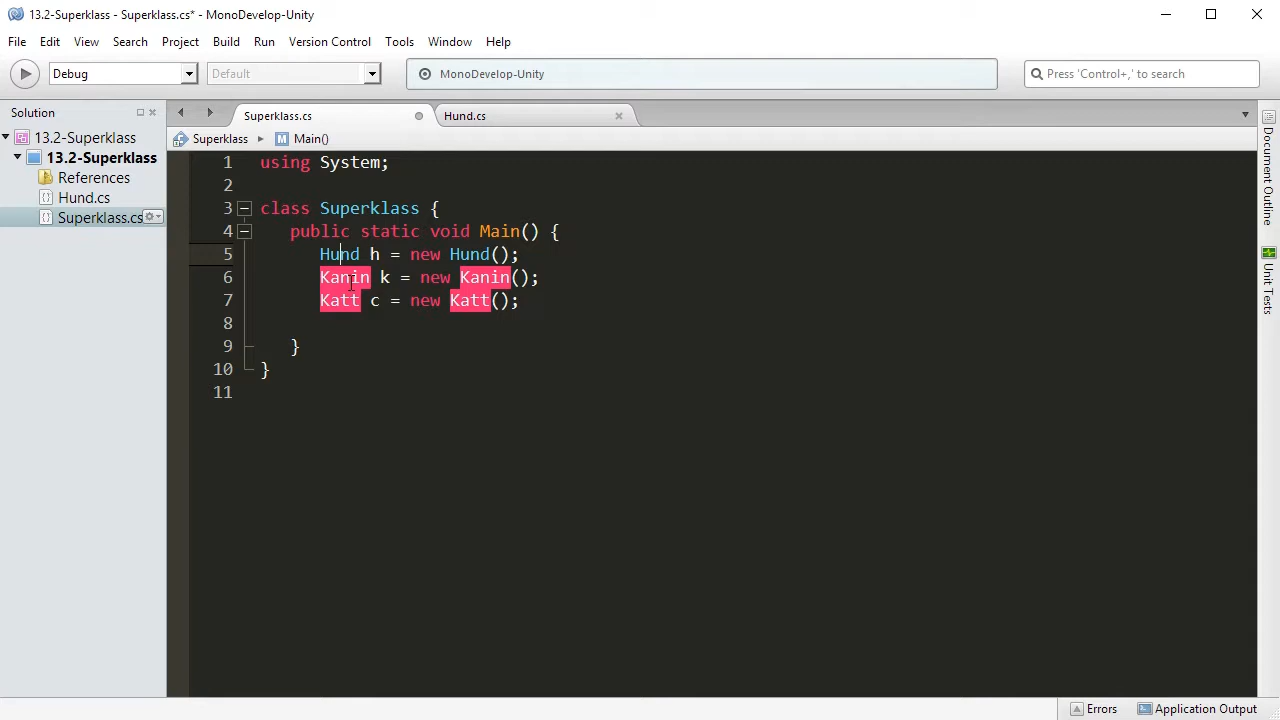 13.2-Superklass - Superklass.cs* - MonoDevelop-Unity
File Edit View Search Project Build Run Version Control Tools Window Help
Debug Default MonoDevelop-Unity Press 'Control+,' to search
Solution
Superklass.cs Hund.cs
Superklass Main()
13.2-Superklass
13.2-Superklass
References
Hund.cs
Superklass.cs
1 using System;
2
3 class Superklass {
4 public static void Main() {
5 Hund h = new Hund();
6 Kanin k = new Kanin();
7 Katt c = new Katt();
8
9 }
10 }
11
Document Outline
Unit Tests
Errors Application Output